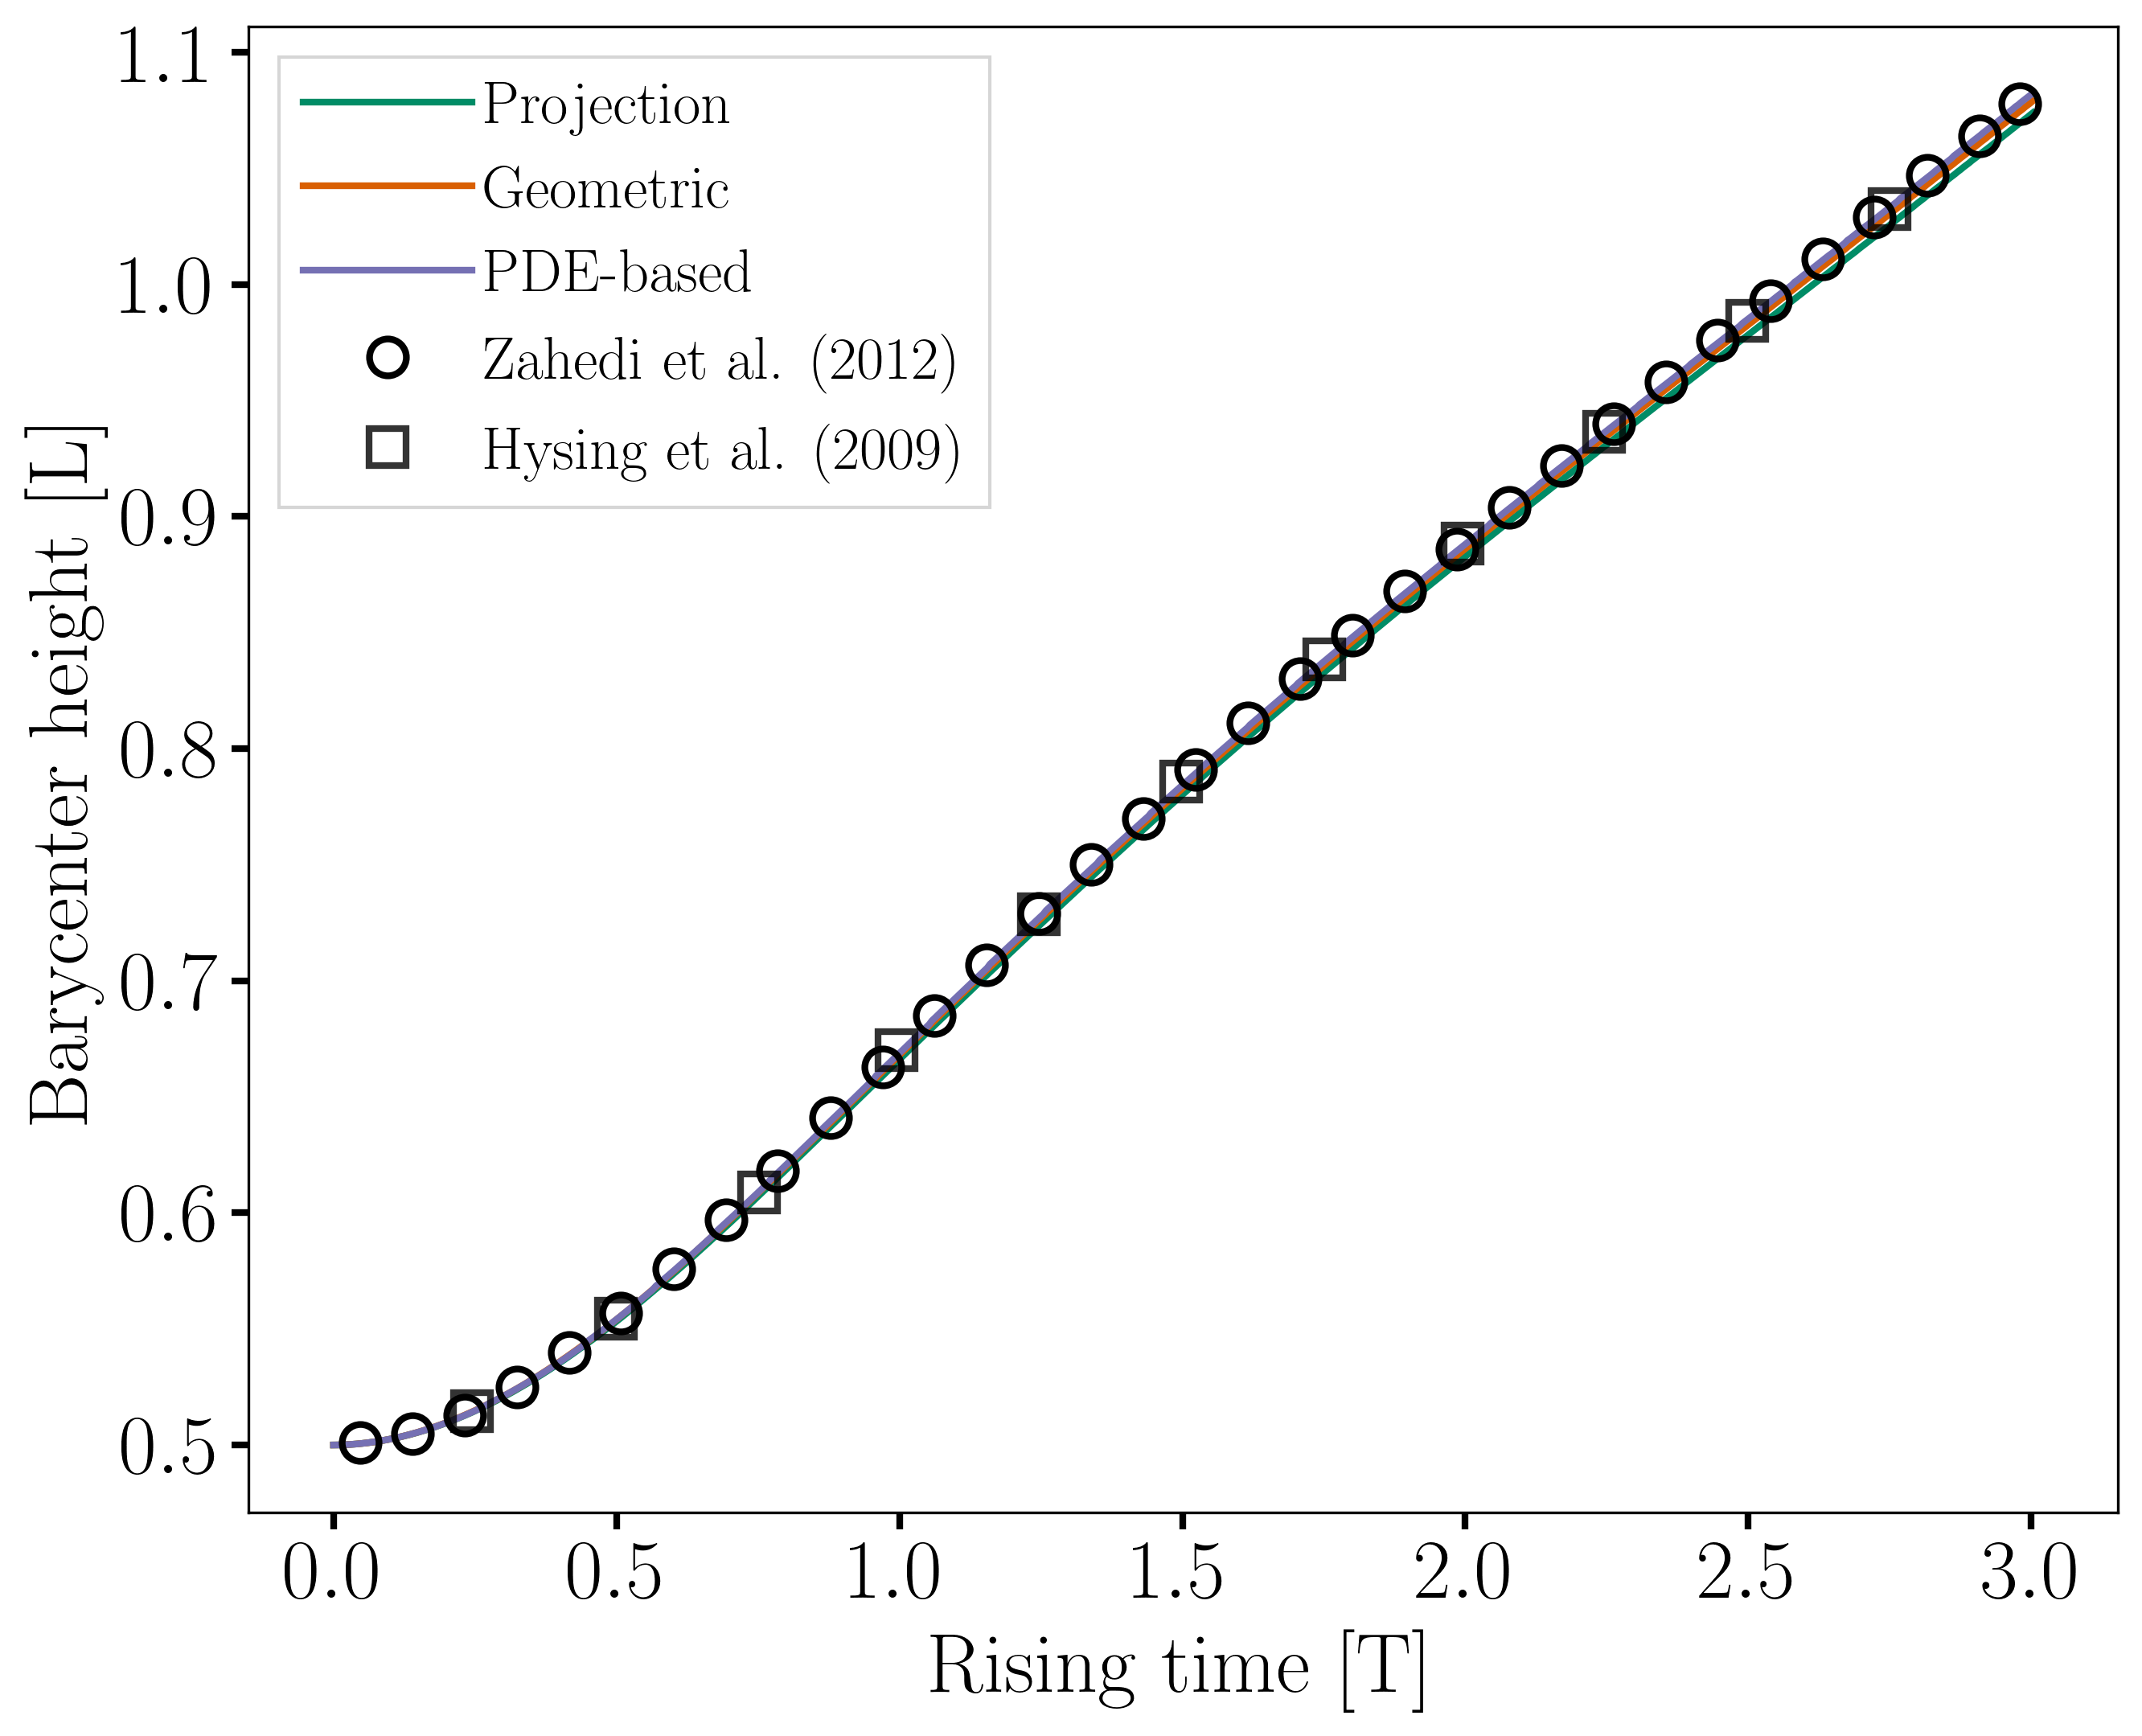 Projection
Geometric
PDE-based
Zahedi et al. (2012)
Hysing et al. (2009)
Barycenter height [L]
1.1
1.0
0.9
0.8
0.7
0.6
0.5
0.0 0.5 1.0 1.5 2.0 2.5 3.0
Rising time [T]